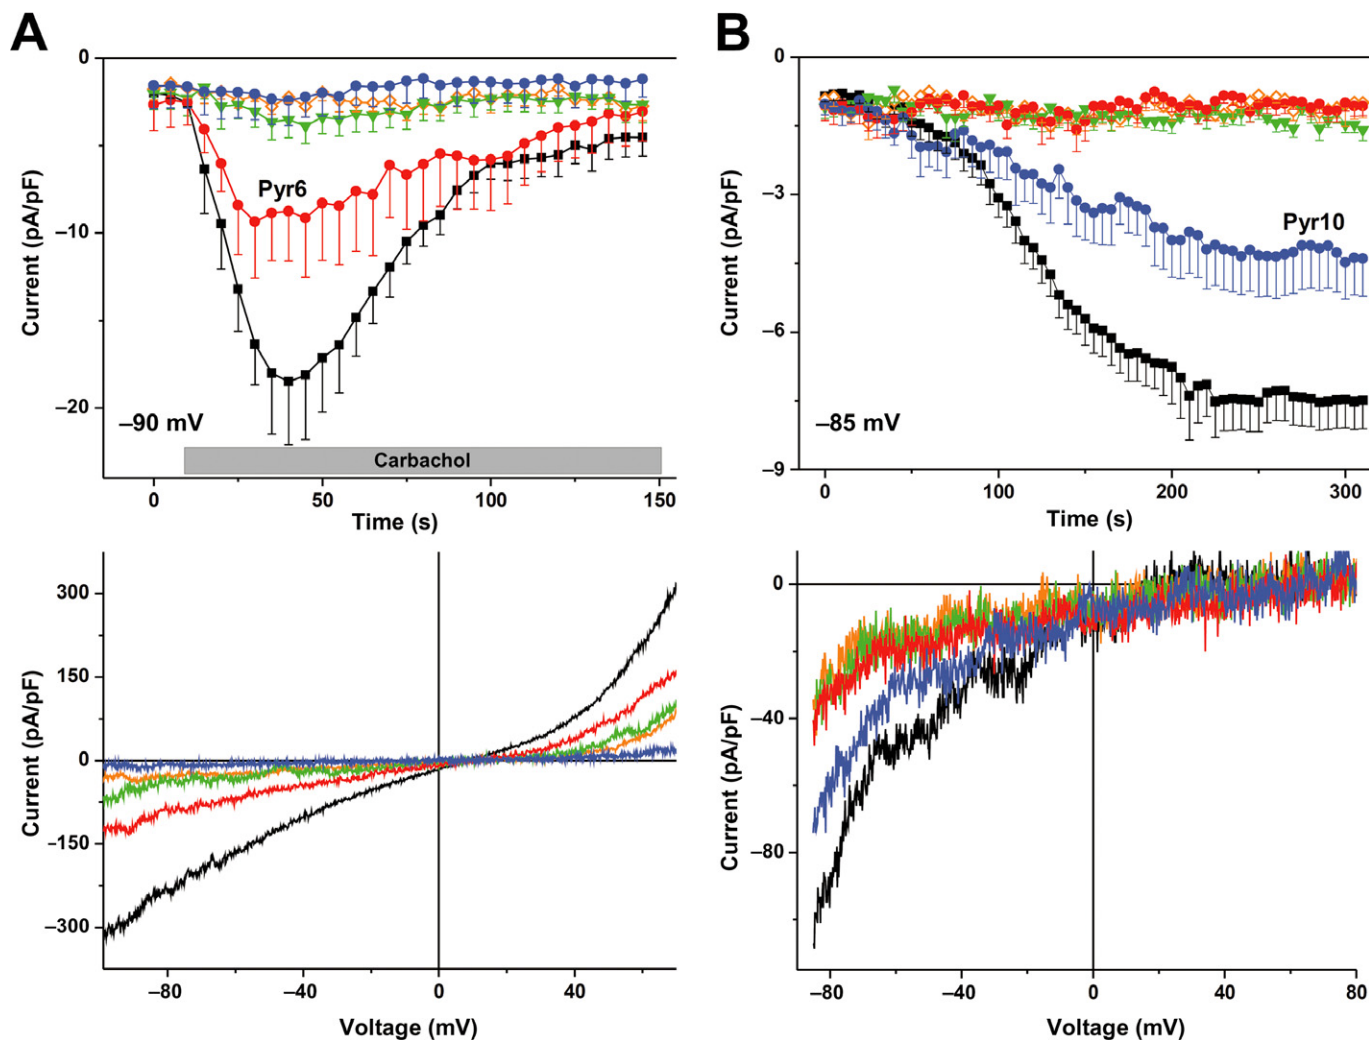 A
B
0
–10
–20
Current (pA/pF)
Pyr6
–90 mV
Carbachol
0
50
100
150
Time (s)
0
–3
–6
–9
Current (pA/pF)
Pyr10
–85 mV
0
100
200
300
Time (s)
300
150
0
-150
–300
Current (pA/pF)
–80
–40
0
40
Voltage (mV)
0
–40
–80
Current (pA/pF)
–80
–40
0
40
80
Voltage (mV)